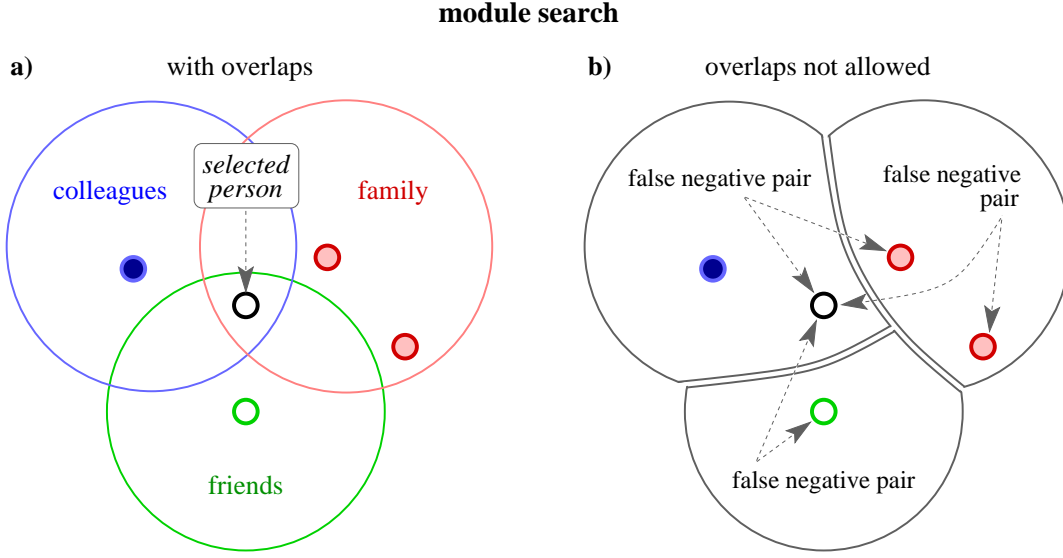 module search
a)
with overlaps
colleagues
selected
person
family
friends
b)
overlaps not allowed
false negative pair
false negative
pair
false negative pair